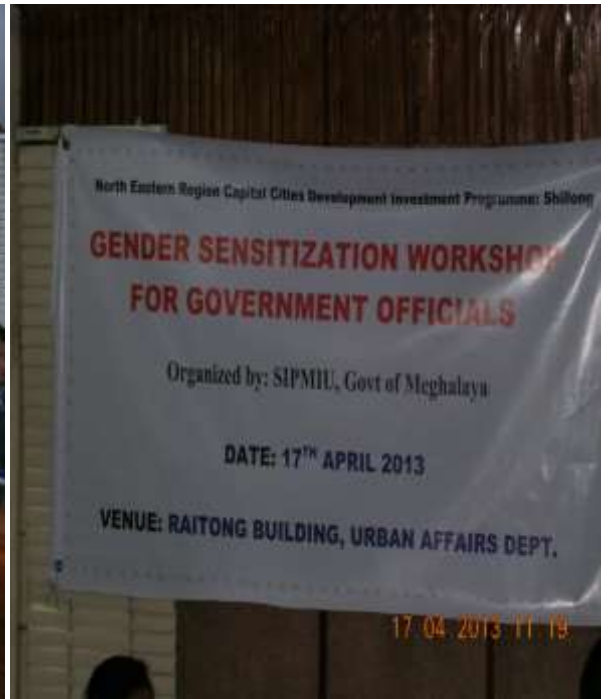 North Eastern Region Capital Cities Development Investment Programme: Shillong
GENDER SENSITIZATION WORKSHOP
FOR GOVERNMENT OFFICIALS
Organized by: SIPMIU, Govt of Meghalaya
DATE: 17TH APRIL 2013
VENUE: RAITONG BUILDING, URBAN AFFAIRS DEPT.
17 04 2013 11 19